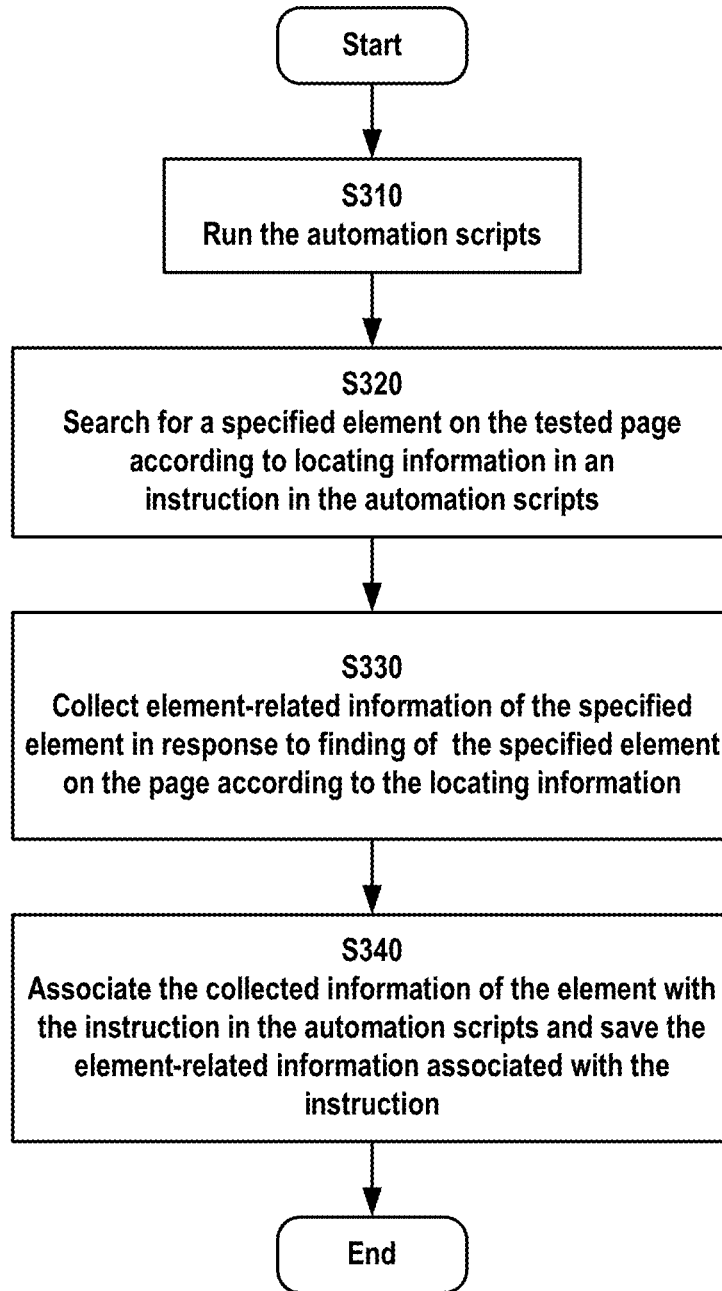 Start
S310
Run the automation scripts
S320
Search for a specified element on the tested page
according to locating information in an
instruction in the automation scripts
S330
Collect element-related information of the specified
element in response to finding of the specified element
on the page according to the locating information
S340
Associate the collected information of the element with
the instruction in the automation scripts and save the
element-related information associated with the
instruction
End